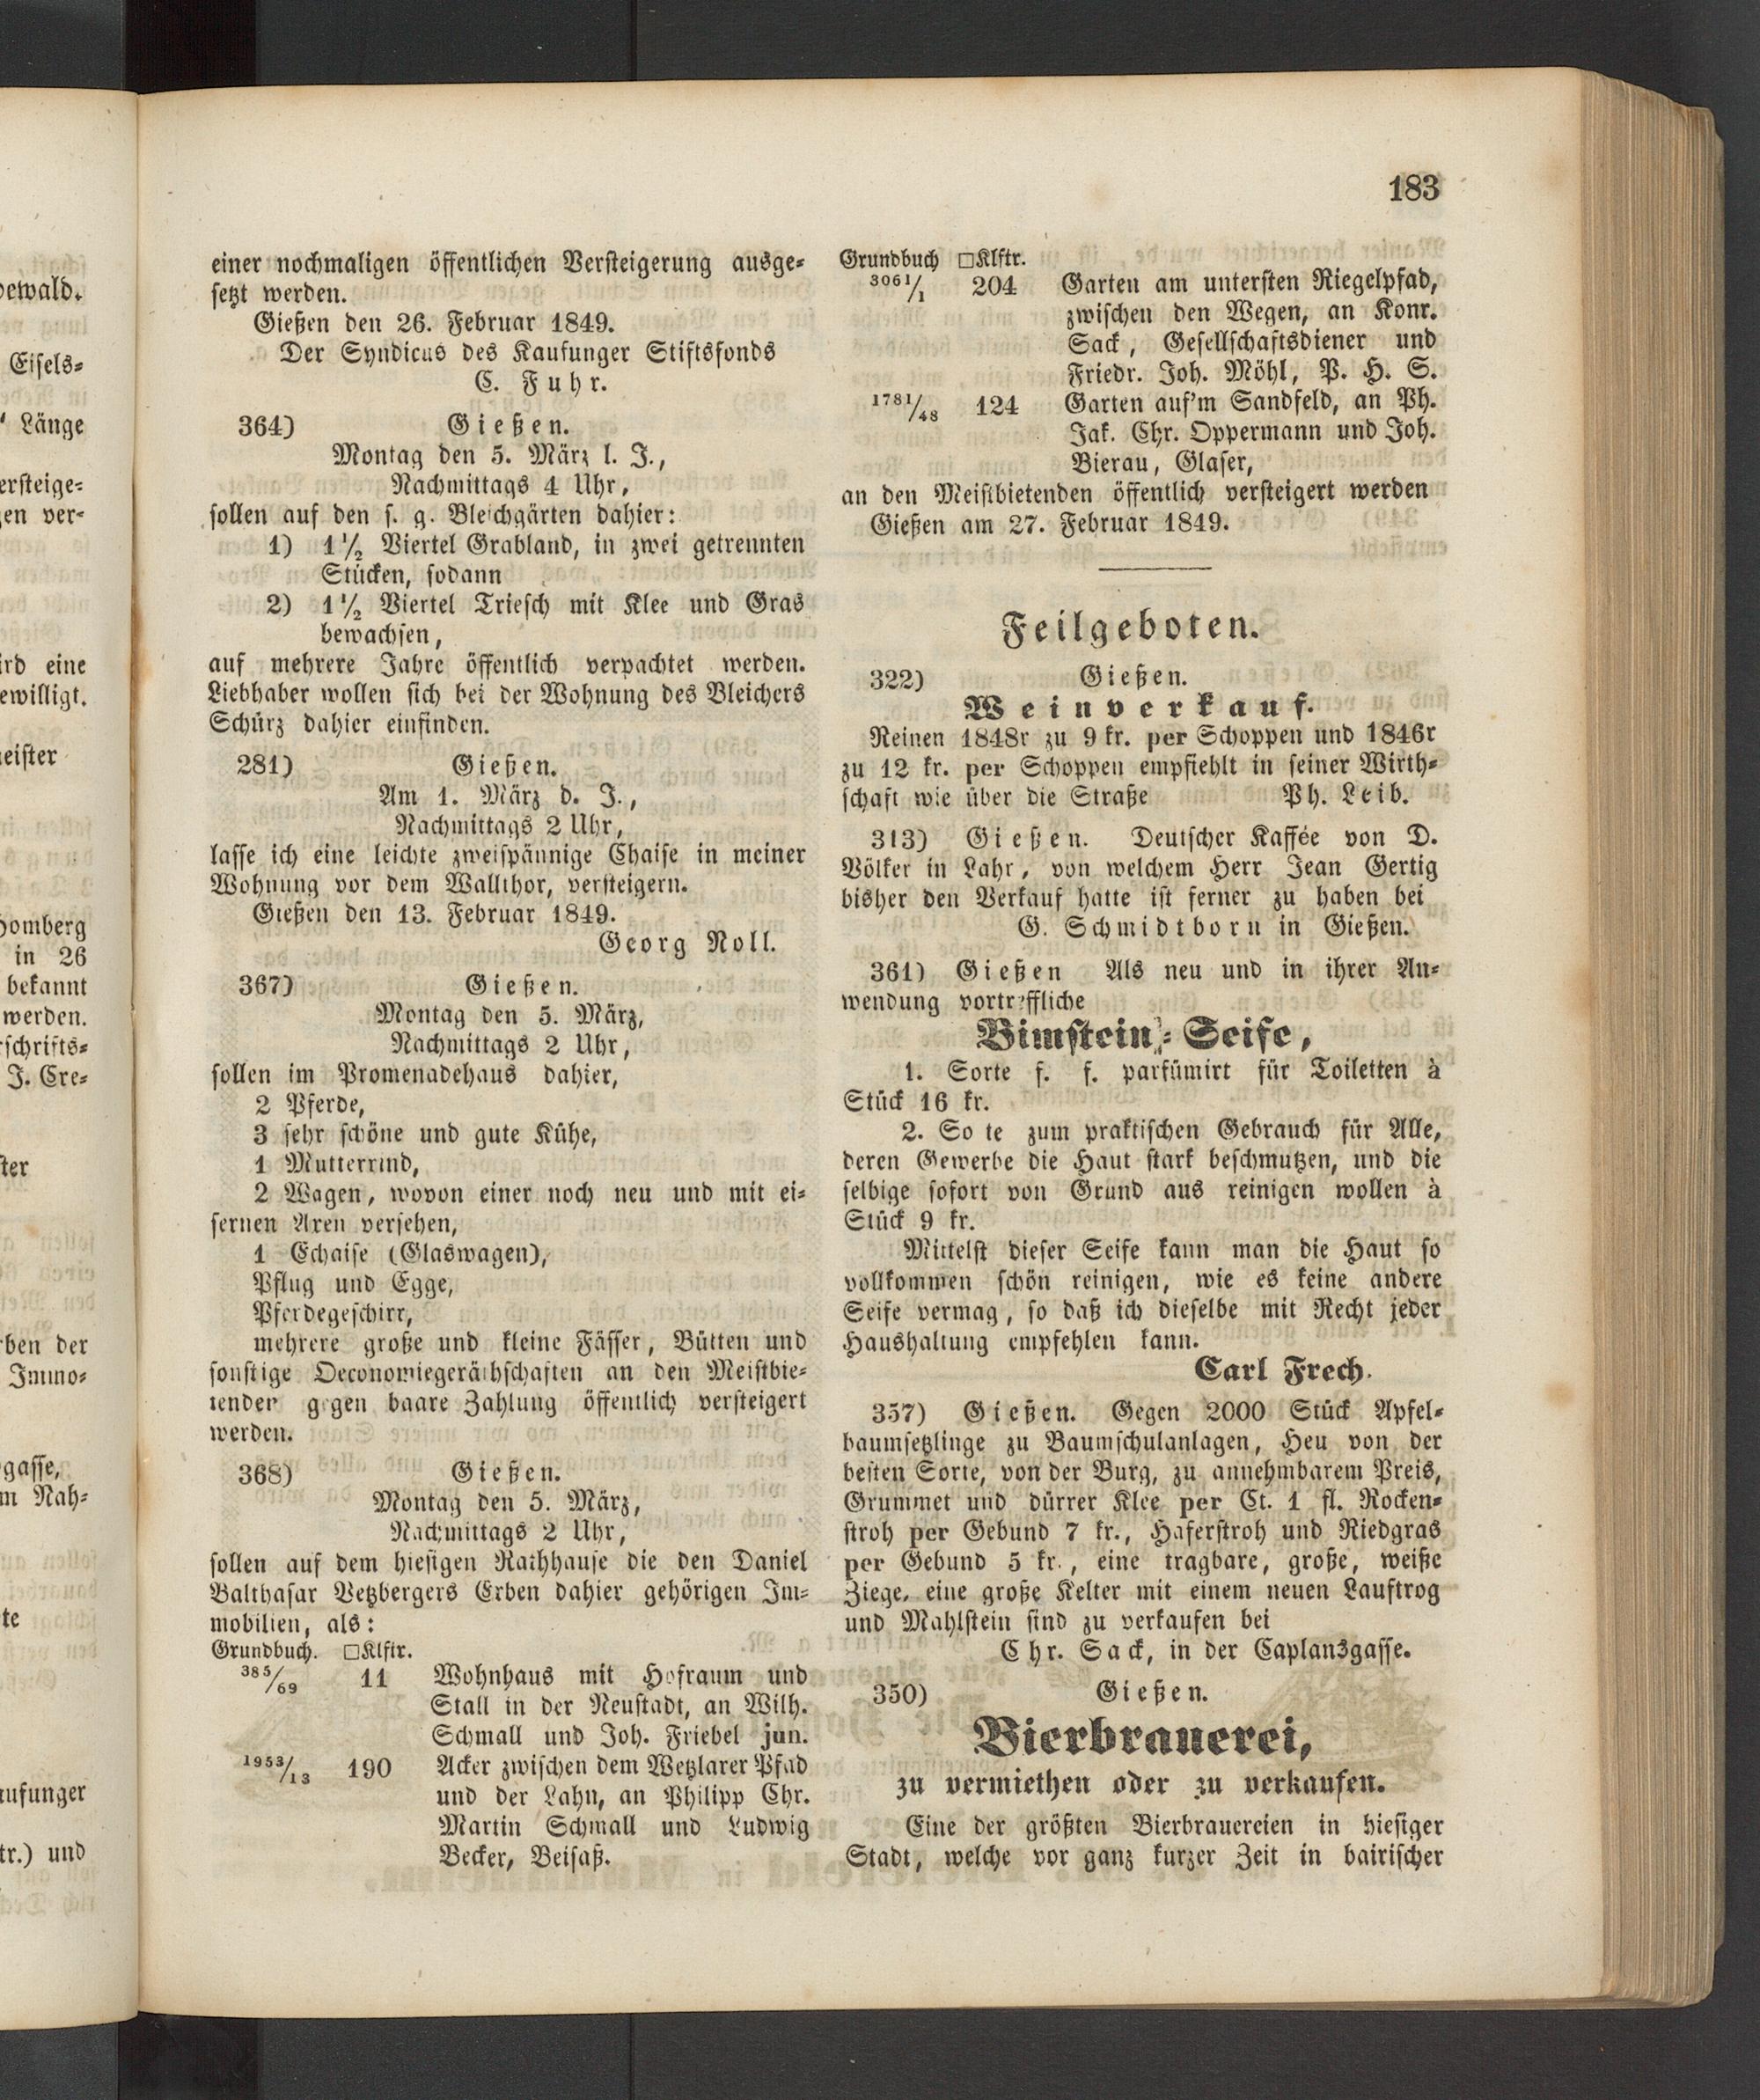 183
einer nochmaligen öffentlichen Versteigerung ausge=
setzt werden.
Gießen den 26. Februar 1849.
Der Syndicus des Kaufunger Stiftsfonds
C. Fuhr.
364) Gießen.
Montag den 5. März l. J.,
Nachmittags 4 Uhr,
sollen auf den s. g. Bleichgärten dahier:
1) 1½ Viertel Grabland, in zwei getrennten
Stücken, sodann
2) 1½ Viertel Triesch mit Klee und Gras
bewachsen,
auf mehrere Jahre öffentlich verpachtet werden.
Liebhaber wollen sich bei der Wohnung des Bleichers
Schürz dahier einfinden.
281) Gießen.
Am 1. März d. J.,
Nachmittags 2 Uhr,
lasse ich eine leichte zweispännige Chaise in meiner
Wohnung vor dem Wallthor, versteigern.
Gießen den 13. Februar 1849.
Georg Noll.
367) Gießen.
Montag den 5. März,
Nachmittags 2 Uhr,
sollen im Promenadehaus dahier,
2 Pferde,
3 sehr schöne und gute Kühe,
1 Mutterrind,
2 Wagen, wovon einer noch neu und mit ei=
sernen Axen versehen,
1 Echaise (Glaswagen),
Pflug und Egge,
Pferdegeschirr,
mehrere große und kleine Fässer, Bütten und
sonstige Oeconomiegeräthschaften an den Meistbie=
tenden gegen baare Zahlung öffentlich versteigert
werden.
368) Gießen.
Montag den 5. März,
Nachmittags 2 Uhr,
sollen auf dem hiesigen Rathhause die den Daniel
Balthasar Vetzbergers Erben dahier gehörigen Im=
mobilien, als:
Grundbuch. □Klftr.
385/69 11 Wohnhaus mit Hofraum und
Stall in der Neustadt, an Wilh.
Schmall und Joh. Friebel jun.
1953/13 190 Acker zwischen dem Wetzlarer Pfad
und der Lahn, an Philipp Chr.
Martin Schmall und Ludwig
Becker, Beisaß.
Grundbuch □Klftr.
3061/1 204 Garten am untersten Riegelpfad,
zwischen den Wegen, an Konr.
Sack, Gesellschaftsdiener und
Friedr. Joh. Möhl, P. H. S.
1781/48 124 Garten auf'm Sandfeld, an Ph.
Jak. Chr. Oppermann und Joh.
Bierau, Glaser,
an den Meistbietenden öffentlich versteigert werden
Gießen am 27. Februar 1849.
Feilgeboten.
322) Gießen.
Weinverkauf.
Reinen 1848r zu 9 kr. per Schoppen und 1846r
zu 12 kr. per Schoppen empfiehlt in seiner Wirth=
schaft wie über die Straße Ph. Leib.
313) Gießen. Deutscher Kaffée von D.
Völker in Lahr, von welchem Herr Jean Gertig
bisher den Verkauf hatte ist ferner zu haben bei
G. Schmidtborn in Gießen.
361) Gießen Als neu und in ihrer An=
wendung vortreffliche
Bimstein=Seife,
1. Sorte f. f. parfümirt für Toiletten à
Stück 16 kr.
2. So te zum praktischen Gebrauch für Alle,
deren Gewerbe die Haut stark beschmutzen, und die
selbige sofort von Grund aus reinigen wollen à
Stück 9 kr.
Mittelst dieser Seife kann man die Haut so
vollkommen schön reinigen, wie es keine andere
Seife vermag, so daß ich dieselbe mit Recht jeder
Haushaltung empfehlen kann.
Carl Frech.
357) Gießen. Gegen 2000 Stück Apfel=
baumsetzlinge zu Baumschulanlagen, Heu von der
besten Sorte, von der Burg, zu annehmbarem Preis,
Grummet und dürrer Klee per Ct. 1 fl. Rocken=
stroh per Gebund 7 kr., Haferstroh und Riedgras
per Gebund 5 kr., eine tragbare, große, weiße
Ziege, eine große Kelter mit einem neuen Lauftrog
und Mahlstein sind zu verkaufen bei
Chr. Sack, in der Caplansgasse.
350) Gießen.
Bierbrauerei,
zu vermiethen oder zu verkaufen.
Eine der größten Bierbrauereien in hiesiger
Stadt, welche vor ganz kurzer Zeit in bairischer